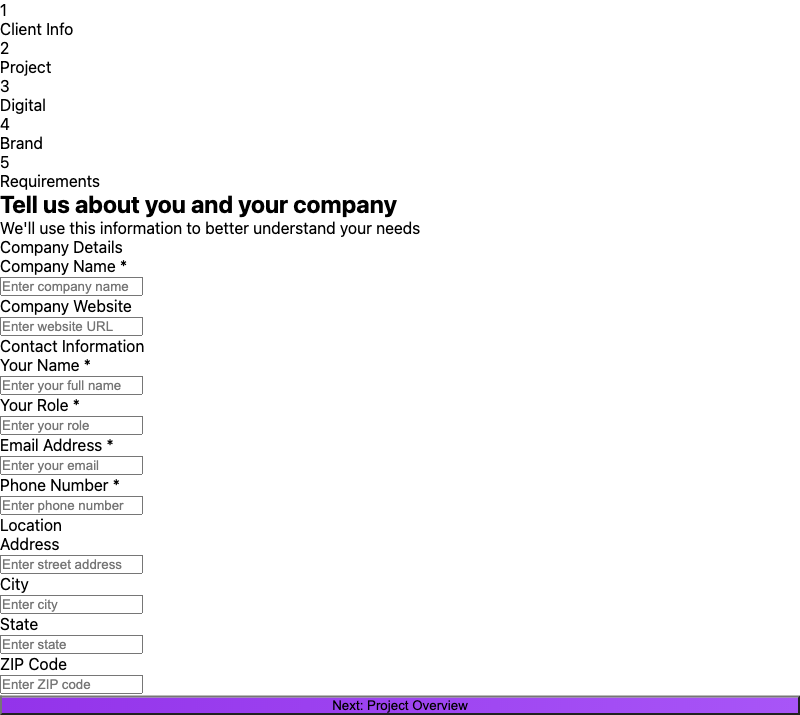 1
Client Info
2
Project
3
Digital
4
Brand
5
Requirements
Tell us about you and your company
We'll use this information to better understand your needs
Company Details
Company Name *
Enter company name
Company Website
Enter website URL
Contact Information
Your Name *
Enter your full name
Your Role *
Enter your role
Email Address *
Enter your email
Phone Number *
Enter phone number
Location
Address
Enter street address
City
Enter city
State
Enter state
ZIP Code
Enter ZIP code
Next: Project Overview